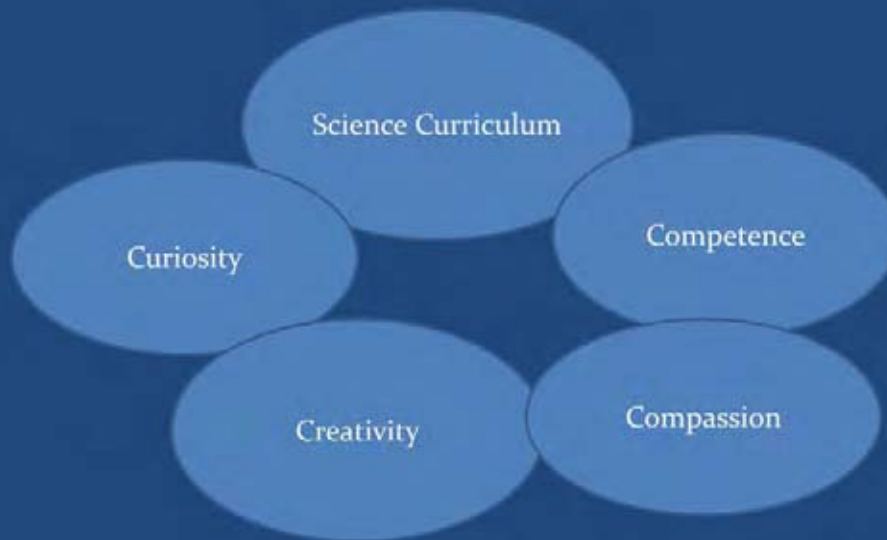 Science Curriculum
Competence
Curiosity
Compassion
Creativity